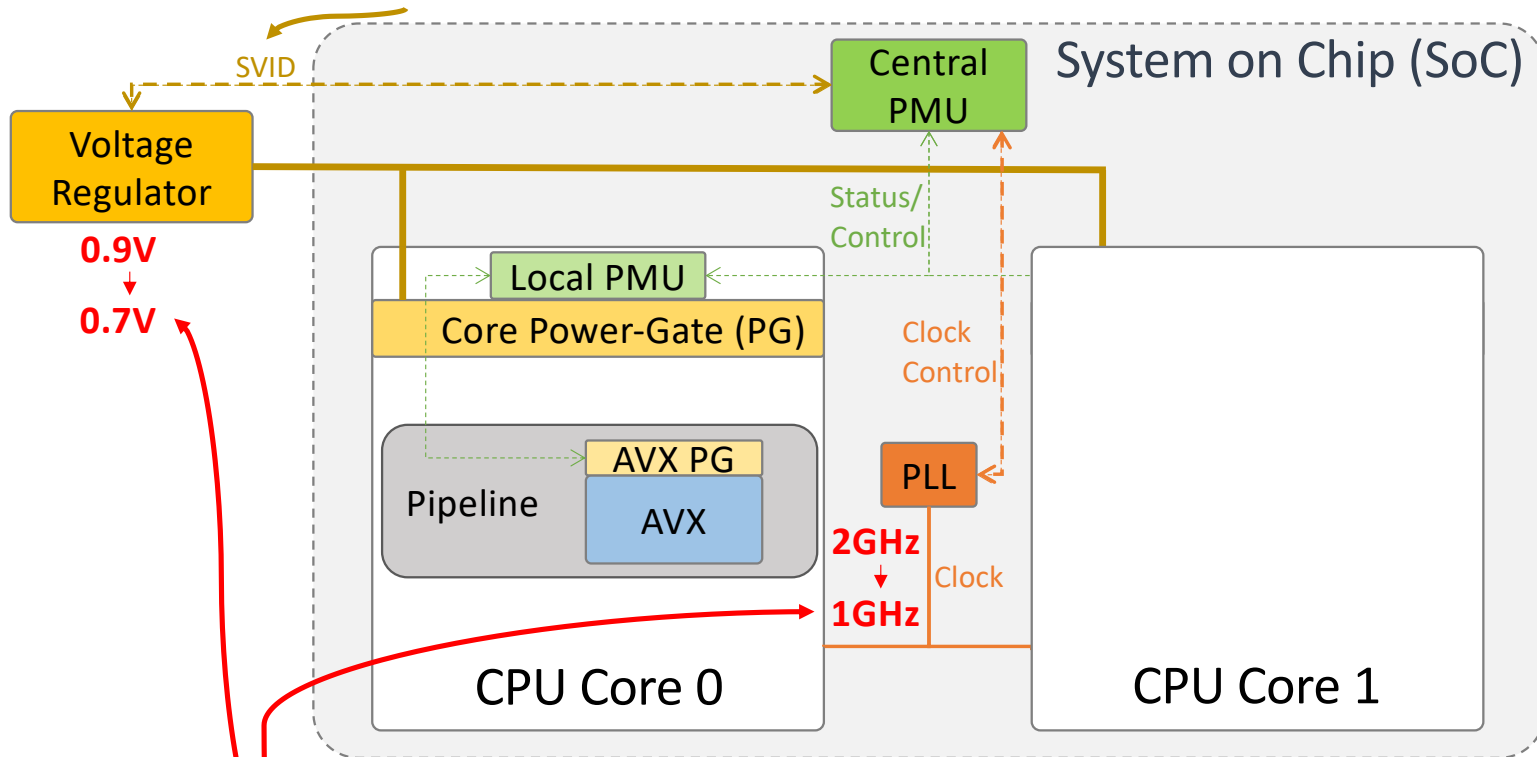 System on Chip (SoC)
SVID
Central
PMU
Voltage
Regulator
0.9V
0.7V
Status/
Control
Local PMU
Core Power-Gate (PG)
Clock
Control
AVX PG
Pipeline
AVX
PLL
2GHz
Clock
1GHz
CPU Core 0
CPU Core 1